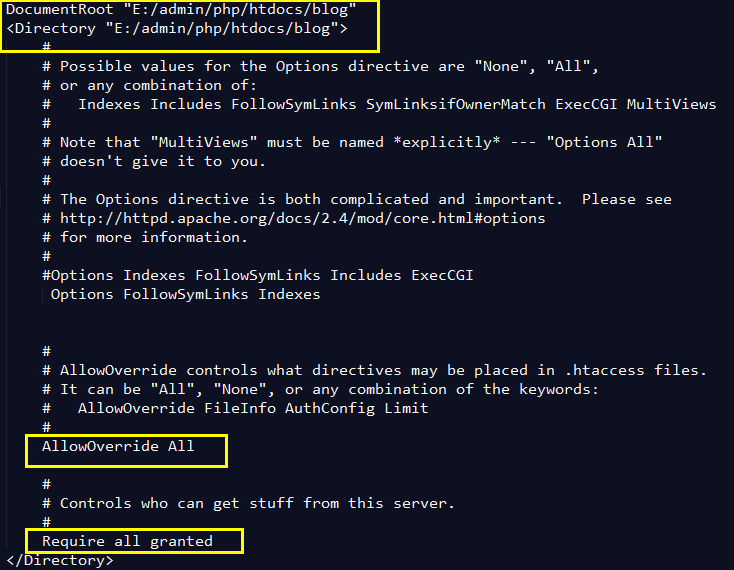 DocumentRoot "E:/admin/php/htdocs/blog"
<Directory "E:/admin/php/htdocs/blog">
#
# Possible values for the Options directive are "None", "All",
# or any combination of:
#   Indexes Includes FollowSymLinks SymLinksifOwnerMatch ExecCGI MultiViews
#
# Note that "MultiViews" must be named *explicitly* --- "Options All"
# doesn't give it to you.
#
# The Options directive is both complicated and important.  Please see
# http://httpd.apache.org/docs/2.4/mod/core.html#options
# for more information.
#
#Options Indexes FollowSymLinks Includes ExecCGI
Options FollowSymLinks Indexes
#
# AllowOverride controls what directives may be placed in .htaccess files.
# It can be "All", "None", or any combination of the keywords:
#   AllowOverride FileInfo AuthConfig Limit
#
AllowOverride All
#
# Controls who can get stuff from this server.
#
Require all granted
</Directory>